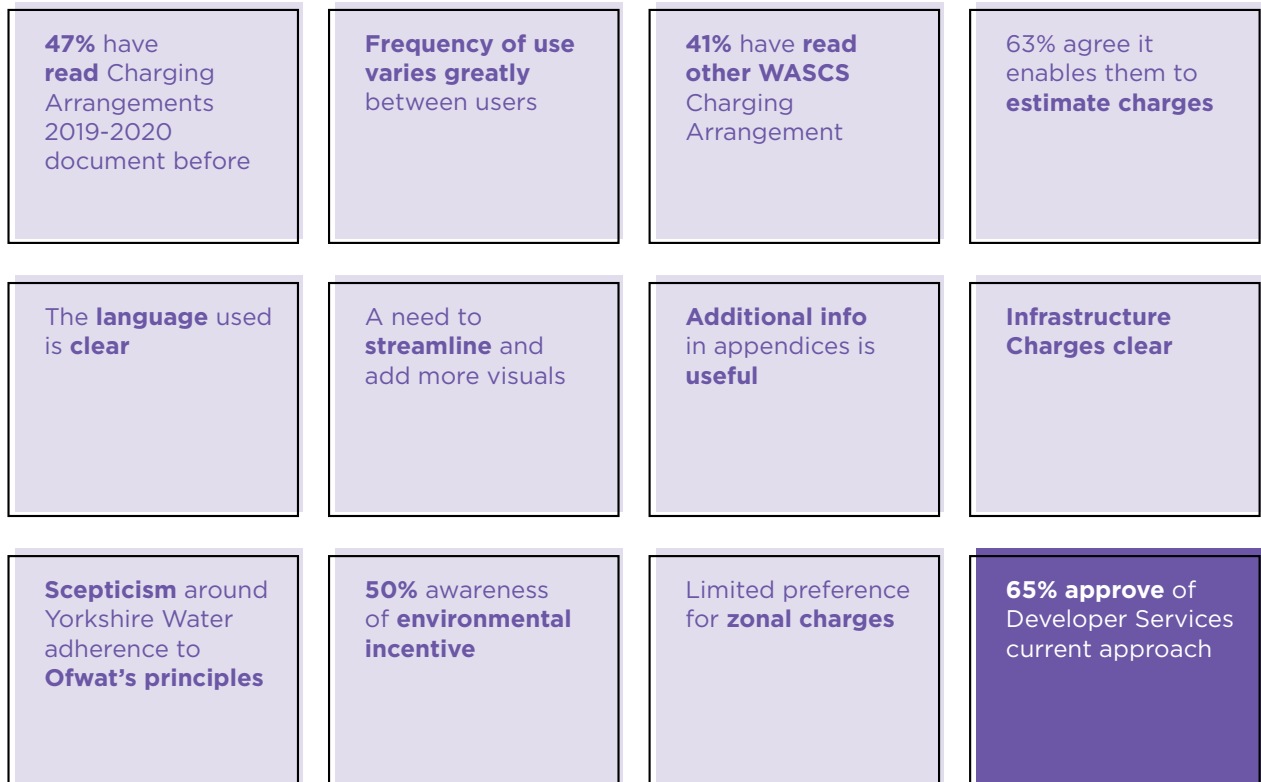 47% have
read Charging
Arrangements
2019-2020
document before
Frequency of use
varies greatly
between users
41% have read
other WASCS
Charging
Arrangement
63% agree it
enables them to
estimate charges
The language used
is clear
A need to
streamline and
add more visuals
Additional info
in appendices is
useful
Infrastructure
Charges clear
Scepticism around
Yorkshire Water
adherence to
Ofwat’s principles
50% awareness
of environmental
incentive
Limited preference
for zonal charges
65% approve of
Developer Services
current approach